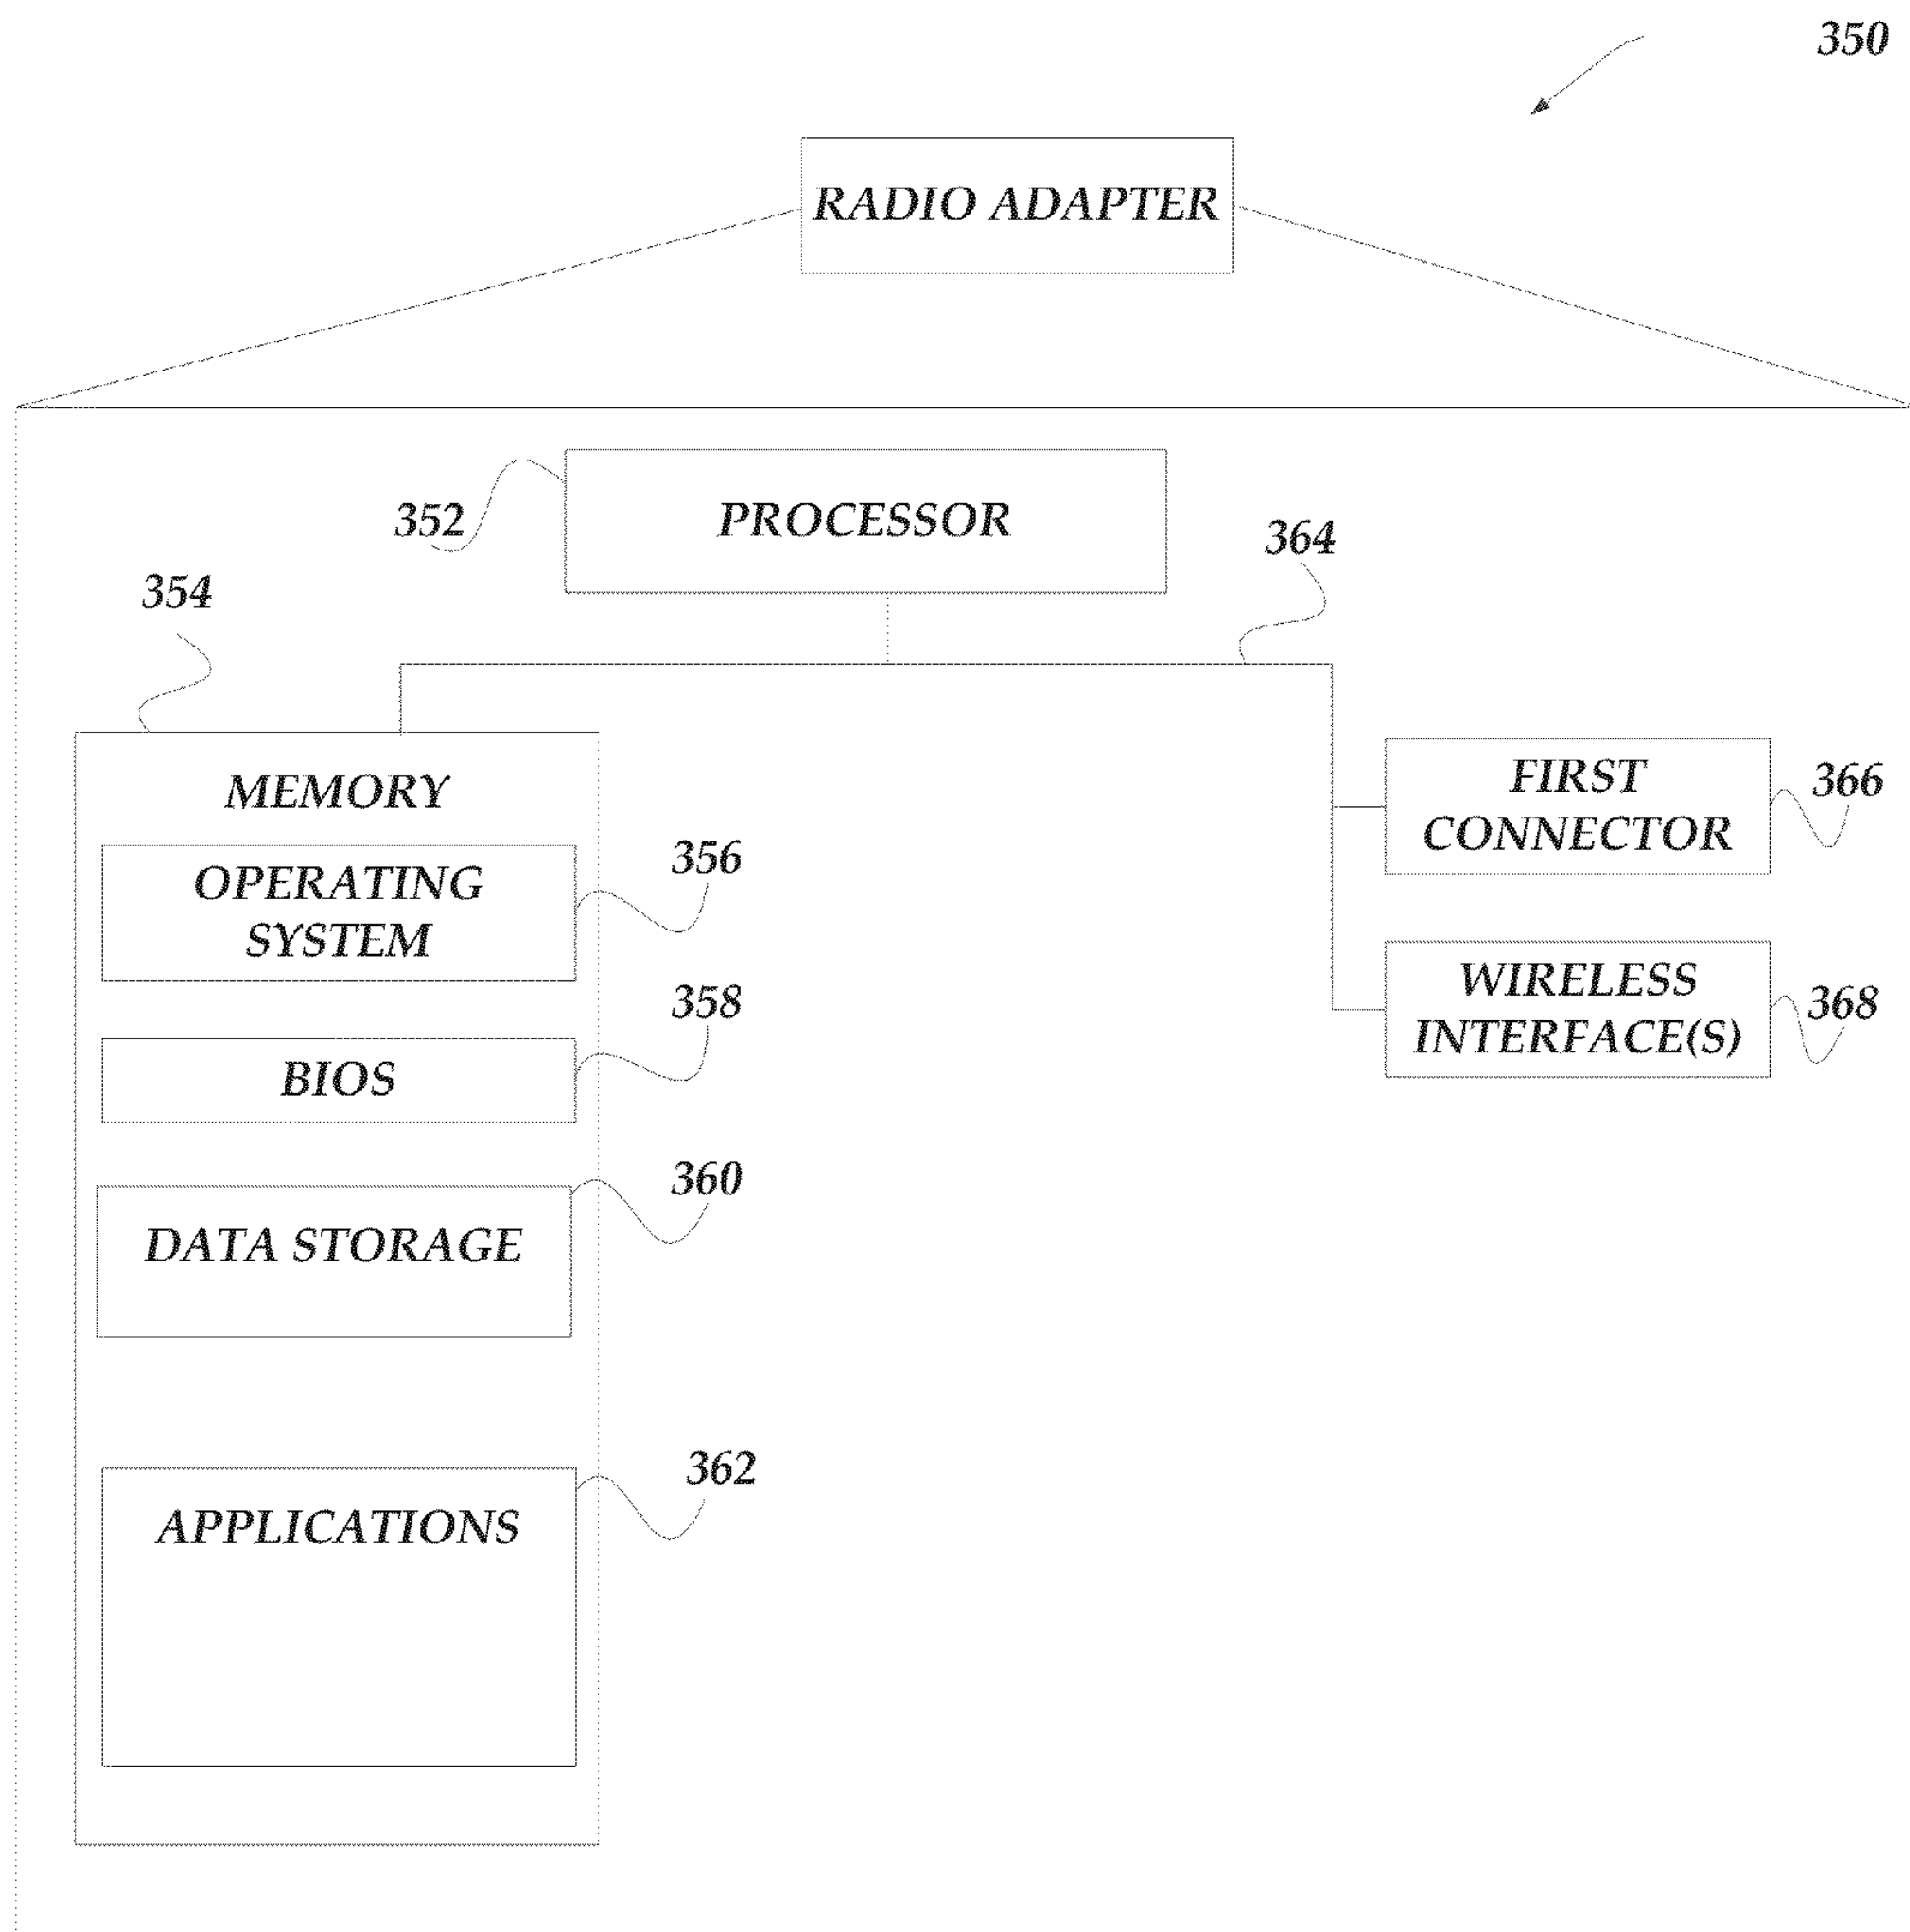 350
RADIO ADAPTER
352
PROCESSOR
364
354
MEMORY
OPERATING
SYSTEM
356
BIOS
358
DATA STORAGE
360
APPLICATIONS
362
FIRST
CONNECTOR
366
WIRELESS
INTERFACE(S)
368